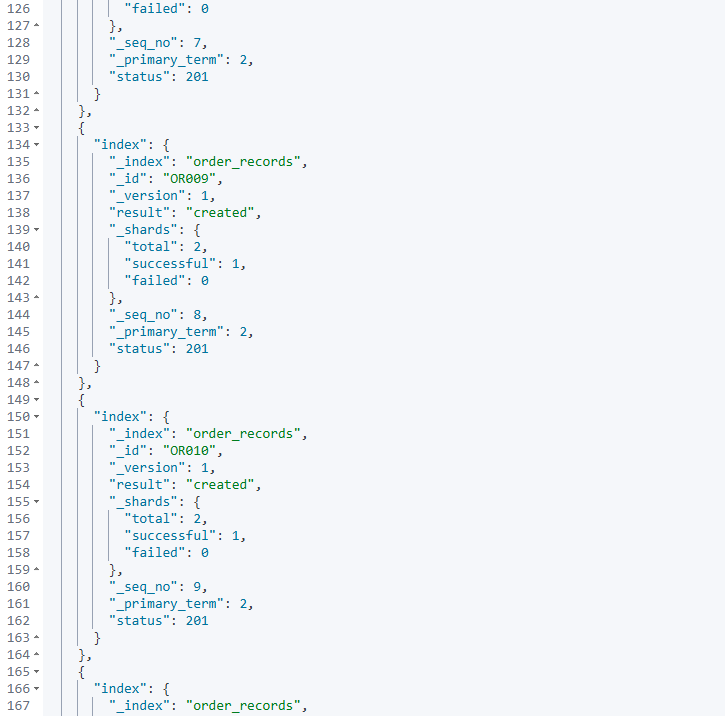 126 "failed": 0
127 },
128 "_seq_no": 7,
129 "_primary_term": 2,
130 "status": 201
131 }
132 },
133 {
134 "index": {
135 "_index": "order_records",
136 "_id": "OR009",
137 "_version": 1,
138 "result": "created",
139 "_shards": {
140 "total": 2,
141 "successful": 1,
142 "failed": 0
143 },
144 "_seq_no": 8,
145 "_primary_term": 2,
146 "status": 201
147 }
148 },
149 {
150 "index": {
151 "_index": "order_records",
152 "_id": "OR010",
153 "_version": 1,
154 "result": "created",
155 "_shards": {
156 "total": 2,
157 "successful": 1,
158 "failed": 0
159 },
160 "_seq_no": 9,
161 "_primary_term": 2,
162 "status": 201
163 }
164 },
165 {
166 "index": {
167 "_index": "order_records",